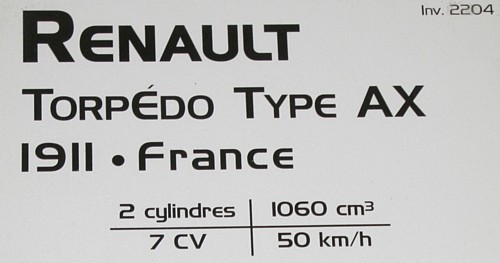 Inv. 2204
RENAULT
TORPÉDO TYPE AX
1911 • France
2 cylindres | 1060 cm³
7 CV | 50 km/h